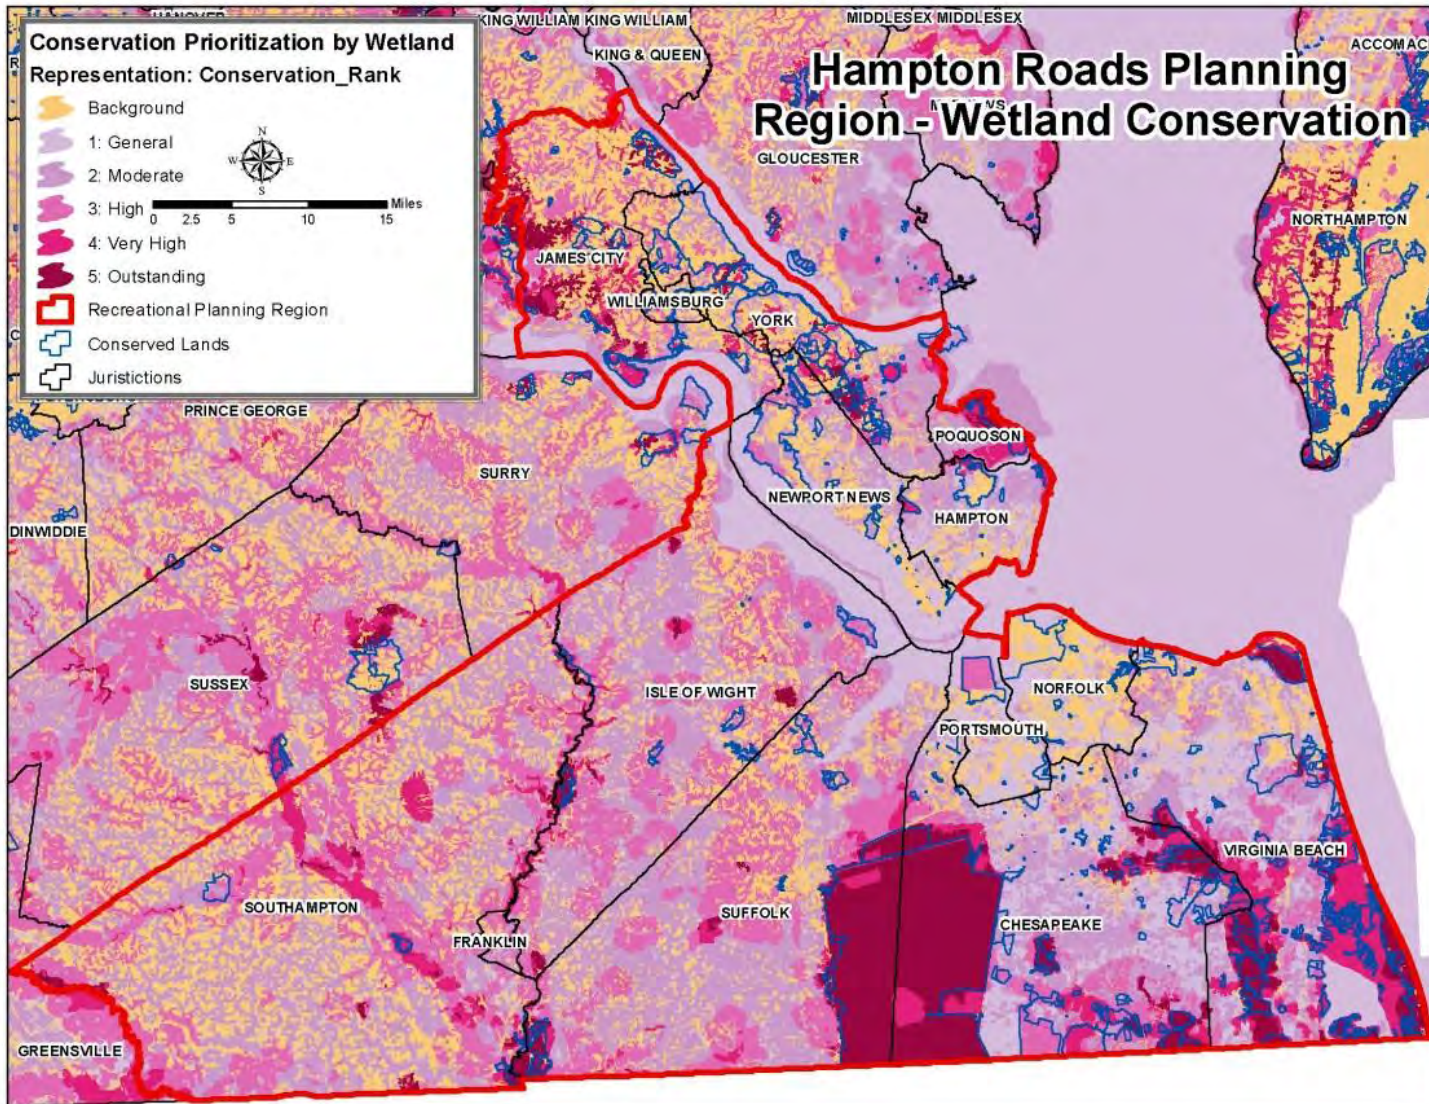 HANOVER
KING WILLIAM KING WILLIAM
MIDDLESEX MIDDLESEX
KING & QUEEN
ACCOMAC
Hampton Roads Planning
Region - Wetland Conservation
GLOUCESTER
NORTHAMPTON
Conservation Prioritization by Wetland
Representation: Conservation_Rank
Background
1: General
2: Moderate
3: High
4: Very High
5: Outstanding
Recreational Planning Region
Conserved Lands
Juristictions
N
W E
S
0 2.5 5 10 15 Miles
JAMES CITY
WILLIAMSBURG
YORK
PRINCE GEORGE
POQUOSON
SURRY
NEWPORT NEWS
HAMPTON
DINWIDDIE
SUSSEX
ISLE OF WIGHT
NORFOLK
PORTSMOUTH
VIRGINIA BEACH
SOUTHAMPTON
SUFFOLK
CHESAPEAKE
FRANKLIN
GREENSVILLE